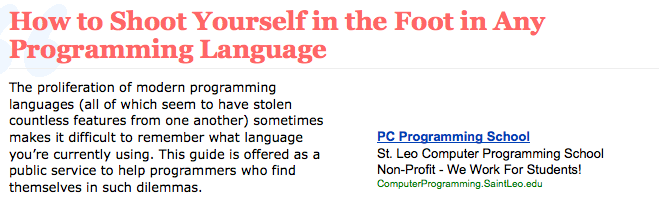 How to Shoot Yourself in the Foot in Any
Programming Language
The proliferation of modern programming
languages (all of which seem to have stolen
countless features from one another) sometimes
makes it difficult to remember what language
you’re currently using. This guide is offered as a
public service to help programmers who find
themselves in such dilemmas.
PC Programming School
St. Leo Computer Programming School
Non-Profit - We Work For Students!
ComputerProgramming.SaintLeo.edu